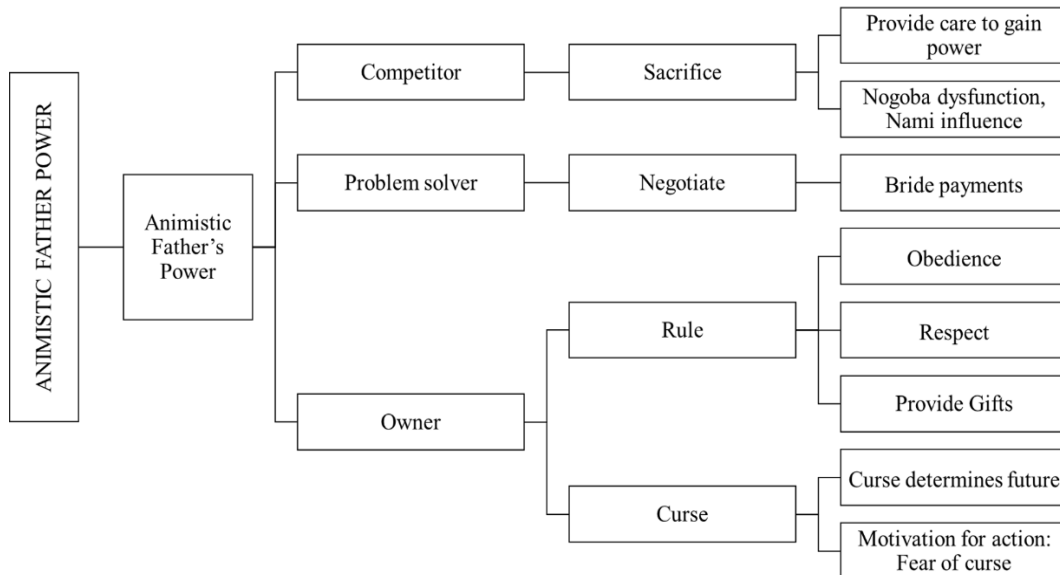 ANIMISTIC FATHER POWER
Animistic
Father's
Power
Competitor
Sacrifice
Provide care to gain
power
Nogoba dysfunction,
Nami influence
Problem solver
Negotiate
Bride payments
Owner
Rule
Obedience
Respect
Provide Gifts
Curse
Curse determines future
Motivation for action:
Fear of curse